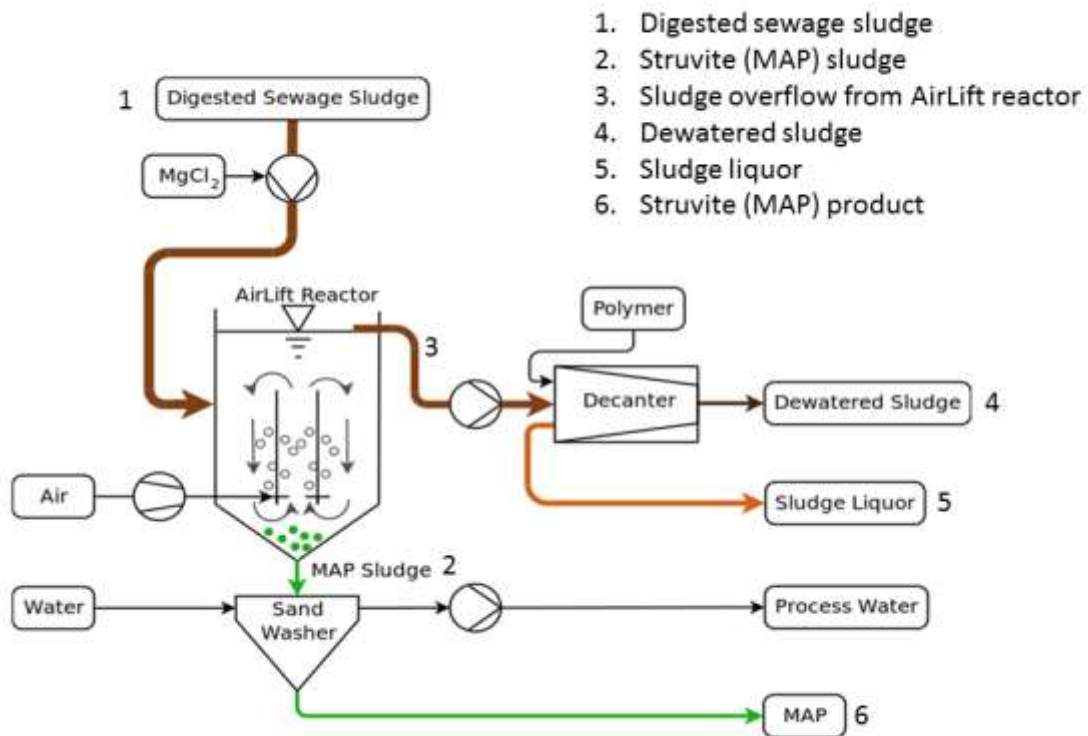 1. Digested sewage sludge
2. Struvite (MAP) sludge
3. Sludge overflow from AirLift reactor
4. Dewatered sludge
5. Sludge liquor
6. Struvite (MAP) product
1 Digested Sewage Sludge
MgCl2
AirLift Reactor
Polymer
3
Decanter
Dewatered Sludge 4
Air
Sludge Liquor 5
MAP Sludge 2
Water
Sand
Washer
Process Water
MAP 6